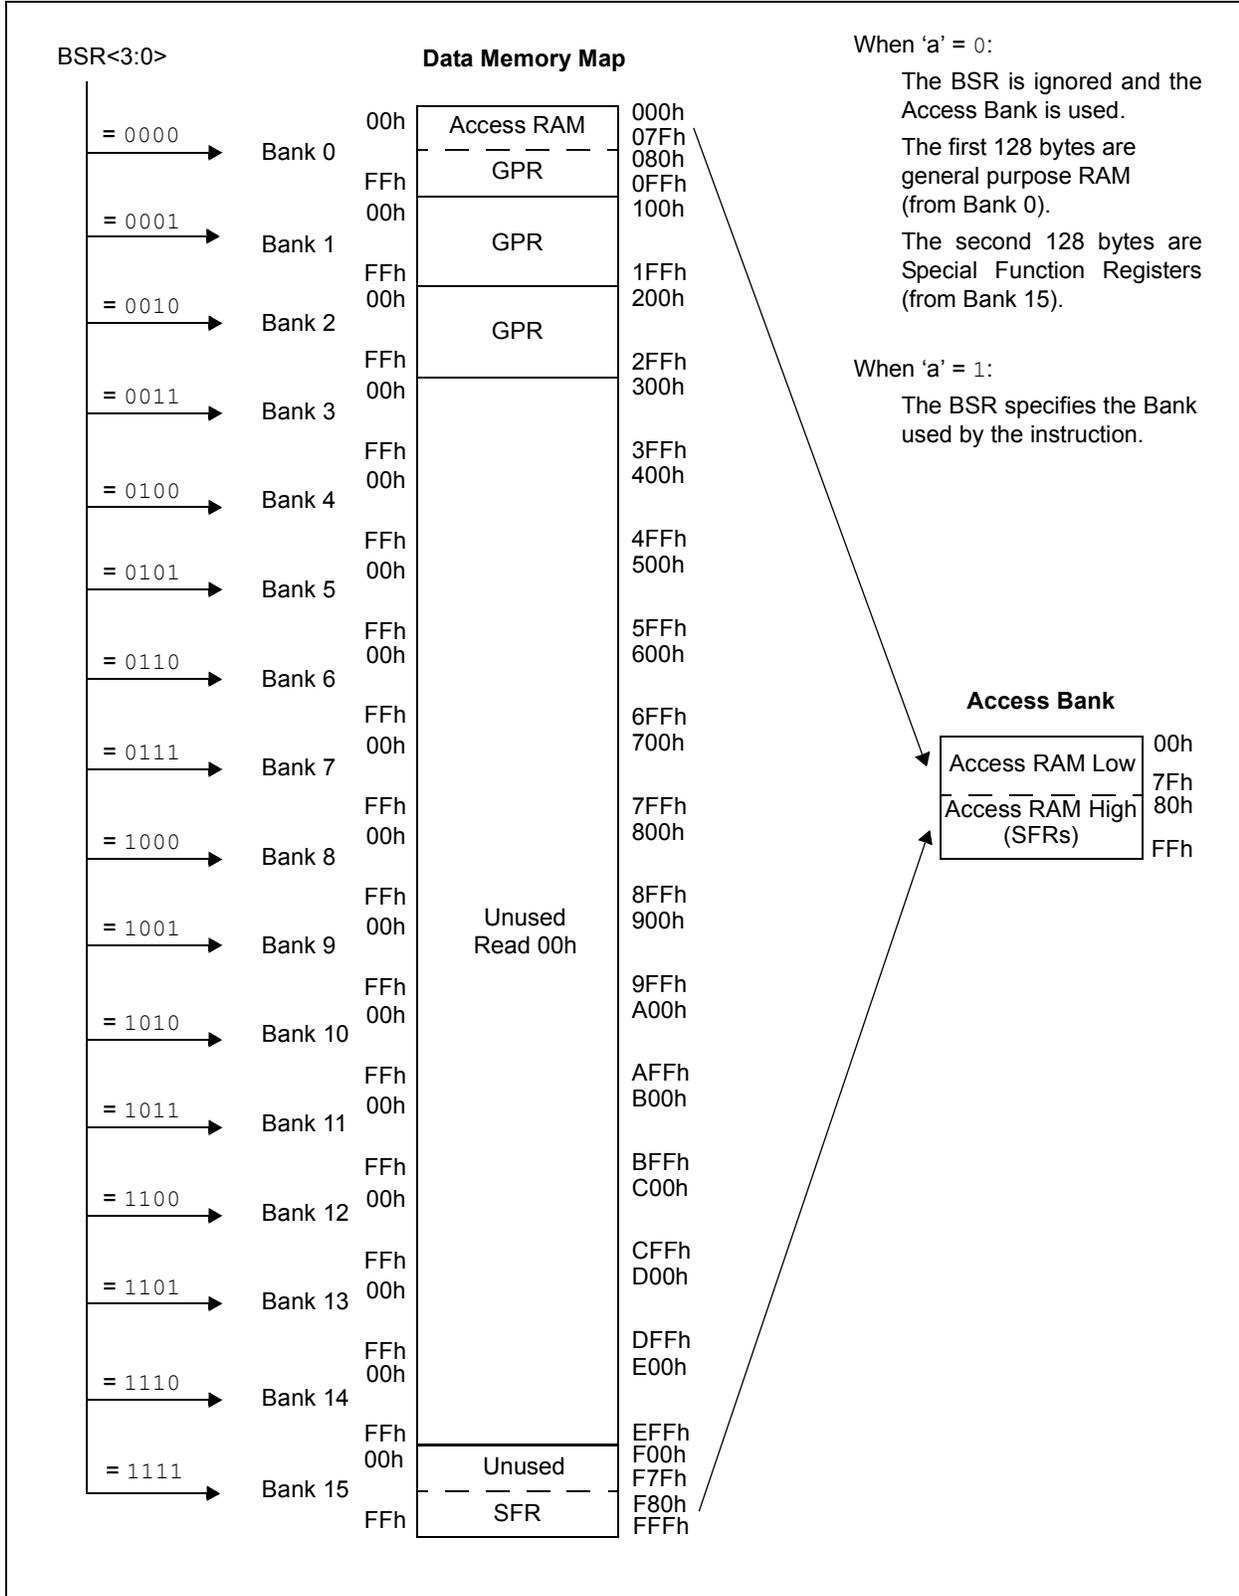 BSR<3:0>
Data Memory Map
When ‘a’ = 0:
The BSR is ignored and the
Access Bank is used.
The first 128 bytes are
general purpose RAM
(from Bank 0).
The second 128 bytes are
Special Function Registers
(from Bank 15).
When ‘a’ = 1:
The BSR specifies the Bank
used by the instruction.
= 0000
Bank 0
00h
Access RAM
000h
07Fh
GPR
080h
FFh
0FFh
= 0001
Bank 1
00h
GPR
100h
FFh
1FFh
= 0010
Bank 2
00h
GPR
200h
FFh
2FFh
= 0011
Bank 3
00h
300h
FFh
3FFh
= 0100
Bank 4
00h
400h
FFh
4FFh
= 0101
Bank 5
00h
500h
FFh
5FFh
= 0110
Bank 6
00h
600h
FFh
6FFh
= 0111
Bank 7
00h
700h
FFh
7FFh
= 1000
Bank 8
00h
800h
FFh
8FFh
= 1001
Bank 9
00h
Unused
Read 00h
900h
FFh
9FFh
= 1010
Bank 10
00h
A00h
FFh
AFFh
= 1011
Bank 11
00h
B00h
FFh
BFFh
= 1100
Bank 12
00h
C00h
FFh
CFFh
= 1101
Bank 13
00h
D00h
FFh
DFFh
= 1110
Bank 14
00h
E00h
FFh
EFFh
= 1111
Bank 15
00h
Unused
F00h
F7Fh
SFR
F80h
FFh
FFFh
Access Bank
Access RAM Low
00h
7Fh
Access RAM High
(SFRs)
80h
FFh